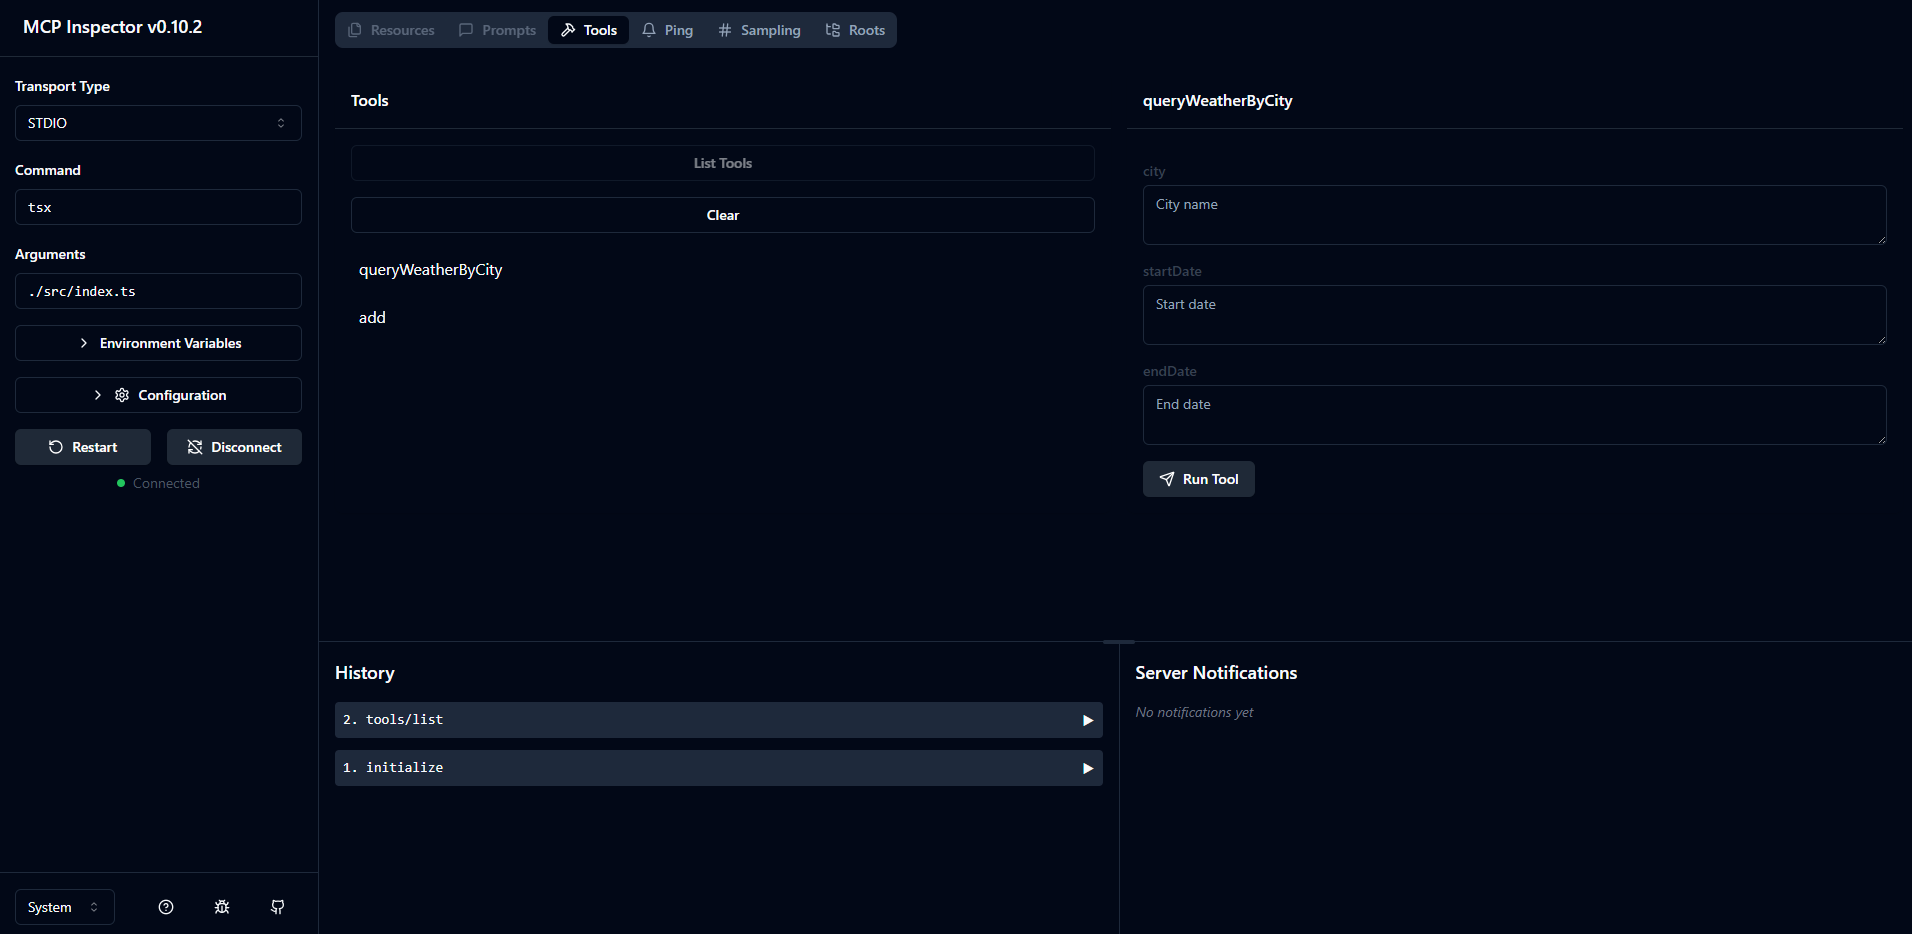 MCP Inspector v0.10.2
Transport Type
STDIO
Command
tsx
Arguments
./src/index.ts
Environment Variables
Configuration
Restart
Disconnect
Connected
System
Resources
Prompts
Tools
Ping
Sampling
Roots
Tools
List Tools
Clear
queryWeatherByCity
add
queryWeatherByCity
city
City name
startDate
Start date
endDate
End date
Run Tool
History
2. tools/list
1. initialize
Server Notifications
No notifications yet